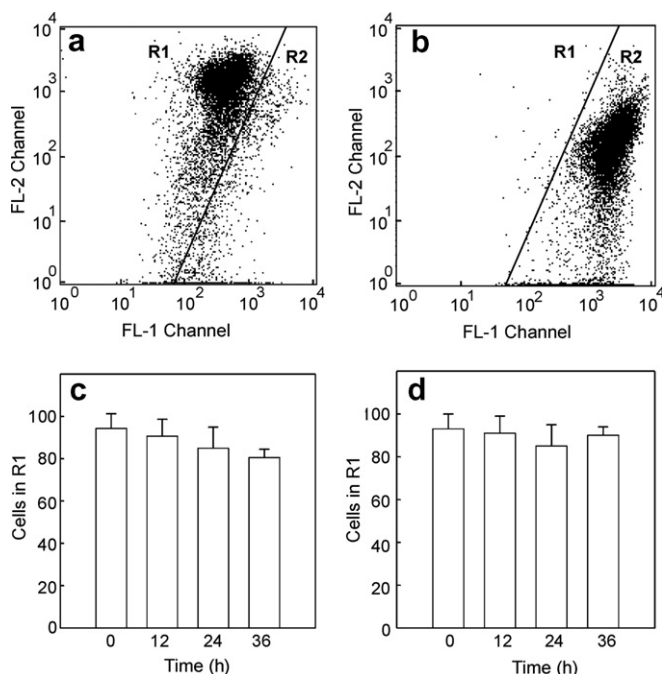 a
R1
R2
FL-2 Channel
10^4
10^3
10^2
10^1
10^0
10^0 10^1 10^2 10^3 10^4
FL-1 Channel
b
R1
R2
FL-2 Channel
10^4
10^3
10^2
10^1
10^0
10^0 10^1 10^2 10^3 10^4
FL-1 Channel
c
Cells in R1
100
80
60
40
20
0
0 12 24 36
Time (h)
d
Cells in R1
100
80
60
40
20
0
0 12 24 36
Time (h)